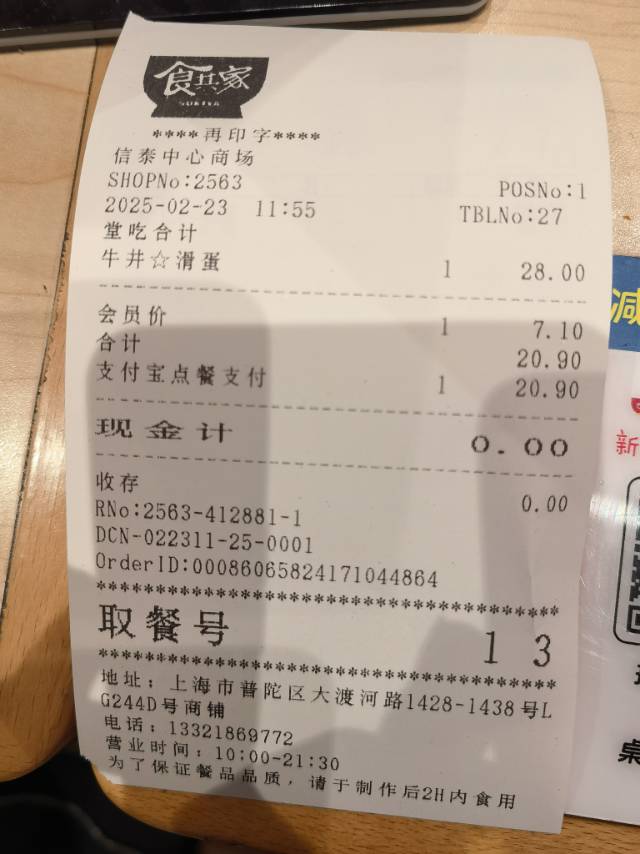 食其家
SUKIYA
****再印字****
信泰中心商场
SHOPNo:2563 POSNo:1
2025-02-23 11:55 TBLNo:27
堂吃合计
牛丼☆滑蛋 1 28.00
会员价 1 7.10
合计 20.90
支付宝点餐支付 1 20.90
现金计 0.00
收存 0.00
RNo:2563-412881-1
DCN-022311-25-0001
OrderID:00086065824171044864
取餐号 13
地址：上海市普陀区大渡河路1428-1438号L
G244D号商铺
电话：13321869772
营业时间：10:00-21:30
为了保证餐品品质，请于制作后2H内食用
减
新
桌